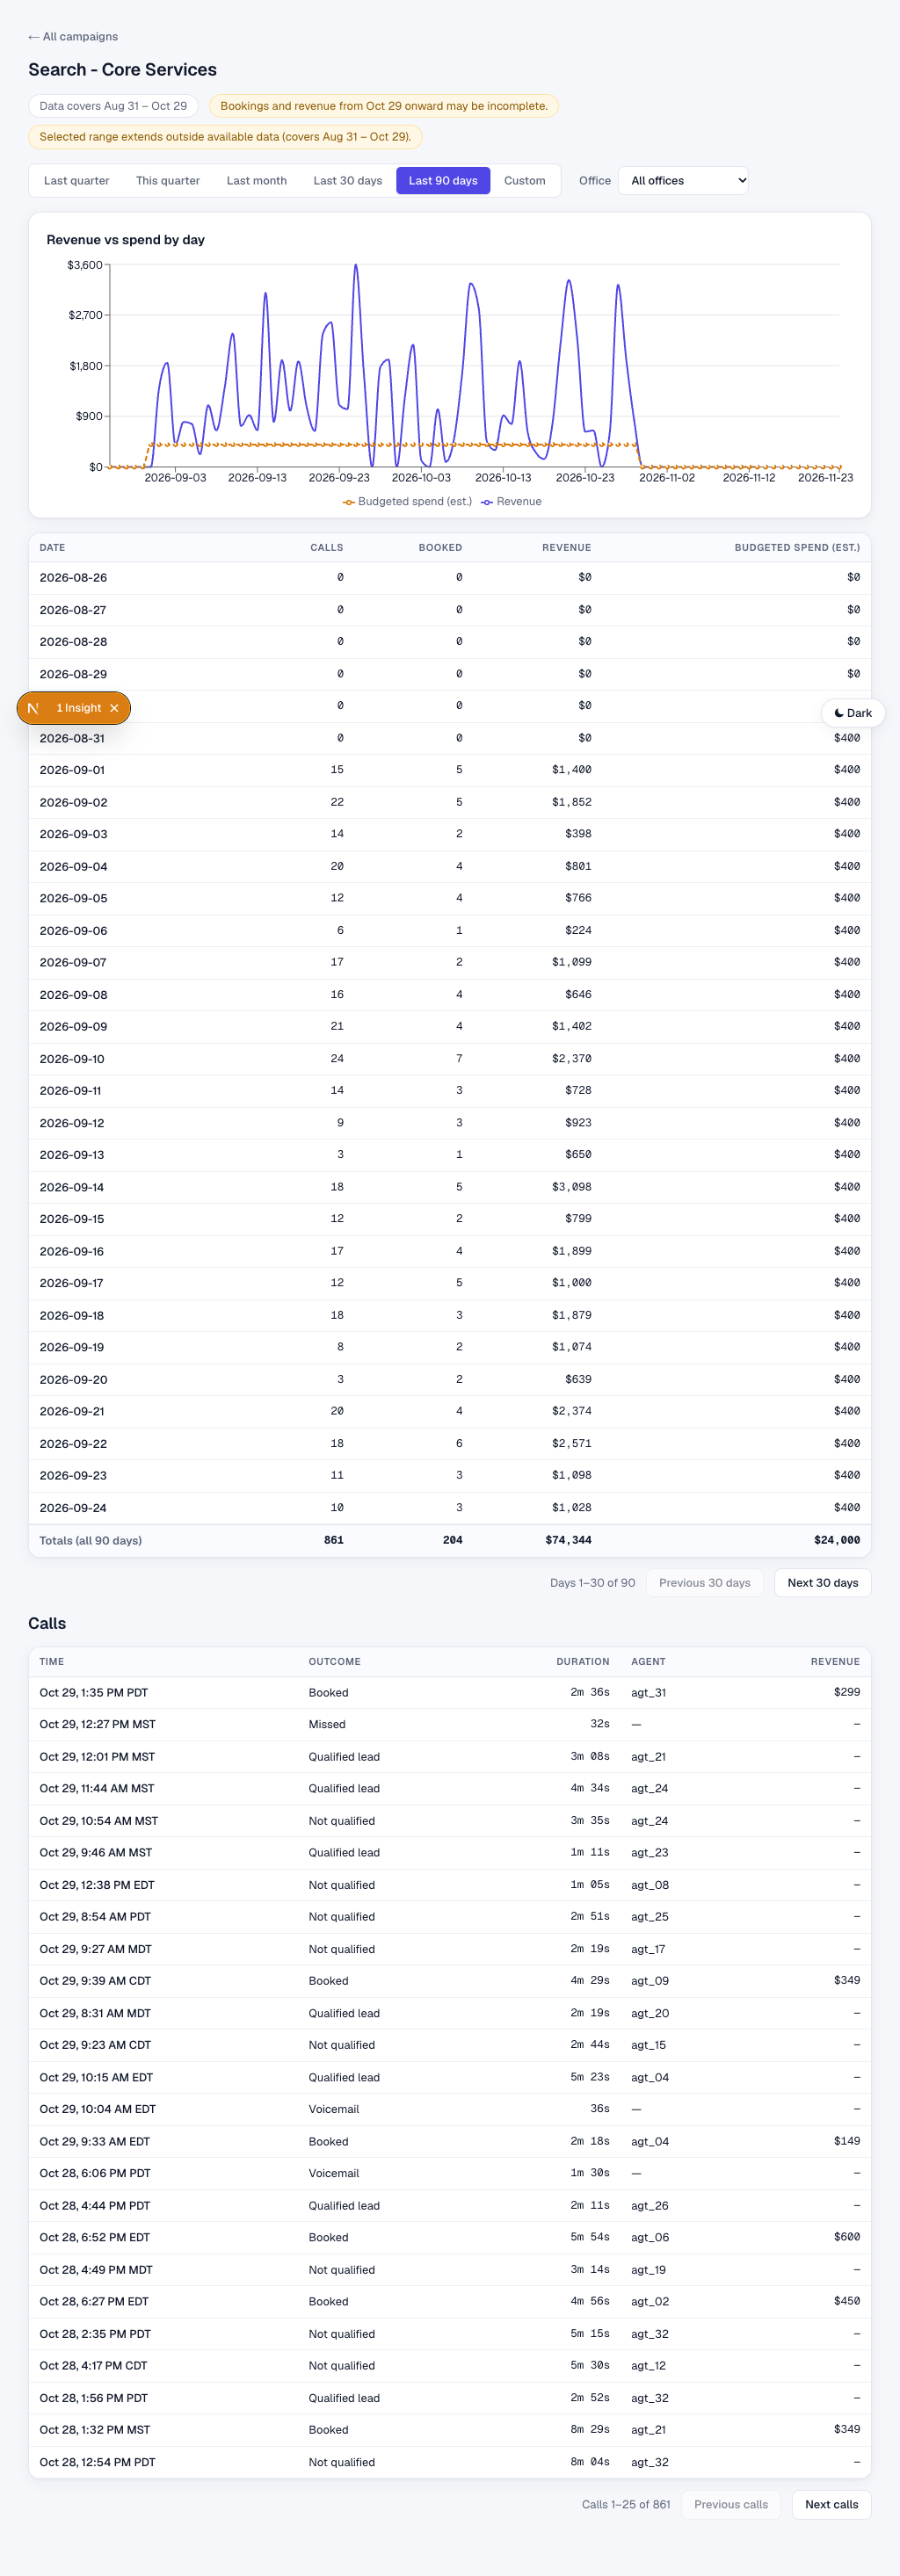 ← All campaigns
Search - Core Services
Data covers Aug 31 – Oct 29 Bookings and revenue from Oct 29 onward may be incomplete.
Selected range extends outside available data (covers Aug 31 – Oct 29).
Last quarter This quarter Last month Last 30 days Last 90 days Custom Office All offices
Revenue vs spend by day
$3,600
$2,700
$1,800
$900
$0
2026-09-03 2026-09-13 2026-09-23 2026-10-03 2026-10-13 2026-10-23 2026-11-02 2026-11-12 2026-11-23
Budgeted spend (est.) Revenue
DATE CALLS BOOKED REVENUE BUDGETED SPEND (EST.)
2026-08-26 0 0 $0 $0
2026-08-27 0 0 $0 $0
2026-08-28 0 0 $0 $0
2026-08-29 0 0 $0 $0
0 0 $0
N 1 Insight ×
Dark
2026-08-31 0 0 $0 $400
2026-09-01 15 5 $1,400 $400
2026-09-02 22 5 $1,852 $400
2026-09-03 14 2 $398 $400
2026-09-04 20 4 $801 $400
2026-09-05 12 4 $766 $400
2026-09-06 6 1 $224 $400
2026-09-07 17 2 $1,099 $400
2026-09-08 16 4 $646 $400
2026-09-09 21 4 $1,402 $400
2026-09-10 24 7 $2,370 $400
2026-09-11 14 3 $728 $400
2026-09-12 9 3 $923 $400
2026-09-13 3 1 $650 $400
2026-09-14 18 5 $3,098 $400
2026-09-15 12 2 $799 $400
2026-09-16 17 4 $1,899 $400
2026-09-17 12 5 $1,000 $400
2026-09-18 18 3 $1,879 $400
2026-09-19 8 2 $1,074 $400
2026-09-20 3 2 $639 $400
2026-09-21 20 4 $2,374 $400
2026-09-22 18 6 $2,571 $400
2026-09-23 11 3 $1,098 $400
2026-09-24 10 3 $1,028 $400
Totals (all 90 days) 861 204 $74,344 $24,000
Days 1–30 of 90 Previous 30 days Next 30 days
Calls
TIME OUTCOME DURATION AGENT REVENUE
Oct 29, 1:35 PM PDT Booked 2m 36s agt_31 $299
Oct 29, 12:27 PM MST Missed 32s — –
Oct 29, 12:01 PM MST Qualified lead 3m 08s agt_21 –
Oct 29, 11:44 AM MST Qualified lead 4m 34s agt_24 –
Oct 29, 10:54 AM MST Not qualified 3m 35s agt_24 –
Oct 29, 9:46 AM MST Qualified lead 1m 11s agt_23 –
Oct 29, 12:38 PM EDT Not qualified 1m 05s agt_08 –
Oct 29, 8:54 AM PDT Not qualified 2m 51s agt_25 –
Oct 29, 9:27 AM MDT Not qualified 2m 19s agt_17 –
Oct 29, 9:39 AM CDT Booked 4m 29s agt_09 $349
Oct 29, 8:31 AM MDT Qualified lead 2m 19s agt_20 –
Oct 29, 9:23 AM CDT Not qualified 2m 44s agt_15 –
Oct 29, 10:15 AM EDT Qualified lead 5m 23s agt_04 –
Oct 29, 10:04 AM EDT Voicemail 36s — –
Oct 29, 9:33 AM EDT Booked 2m 18s agt_04 $149
Oct 28, 6:06 PM PDT Voicemail 1m 30s — –
Oct 28, 4:44 PM PDT Qualified lead 2m 11s agt_26 –
Oct 28, 6:52 PM EDT Booked 5m 54s agt_06 $600
Oct 28, 4:49 PM MDT Not qualified 3m 14s agt_19 –
Oct 28, 6:27 PM EDT Booked 4m 56s agt_02 $450
Oct 28, 2:35 PM PDT Not qualified 5m 15s agt_32 –
Oct 28, 4:17 PM CDT Not qualified 5m 30s agt_12 –
Oct 28, 1:56 PM PDT Qualified lead 2m 52s agt_32 –
Oct 28, 1:32 PM MST Booked 8m 29s agt_21 $349
Oct 28, 12:54 PM PDT Not qualified 8m 04s agt_32 –
Calls 1–25 of 861 Previous calls Next calls